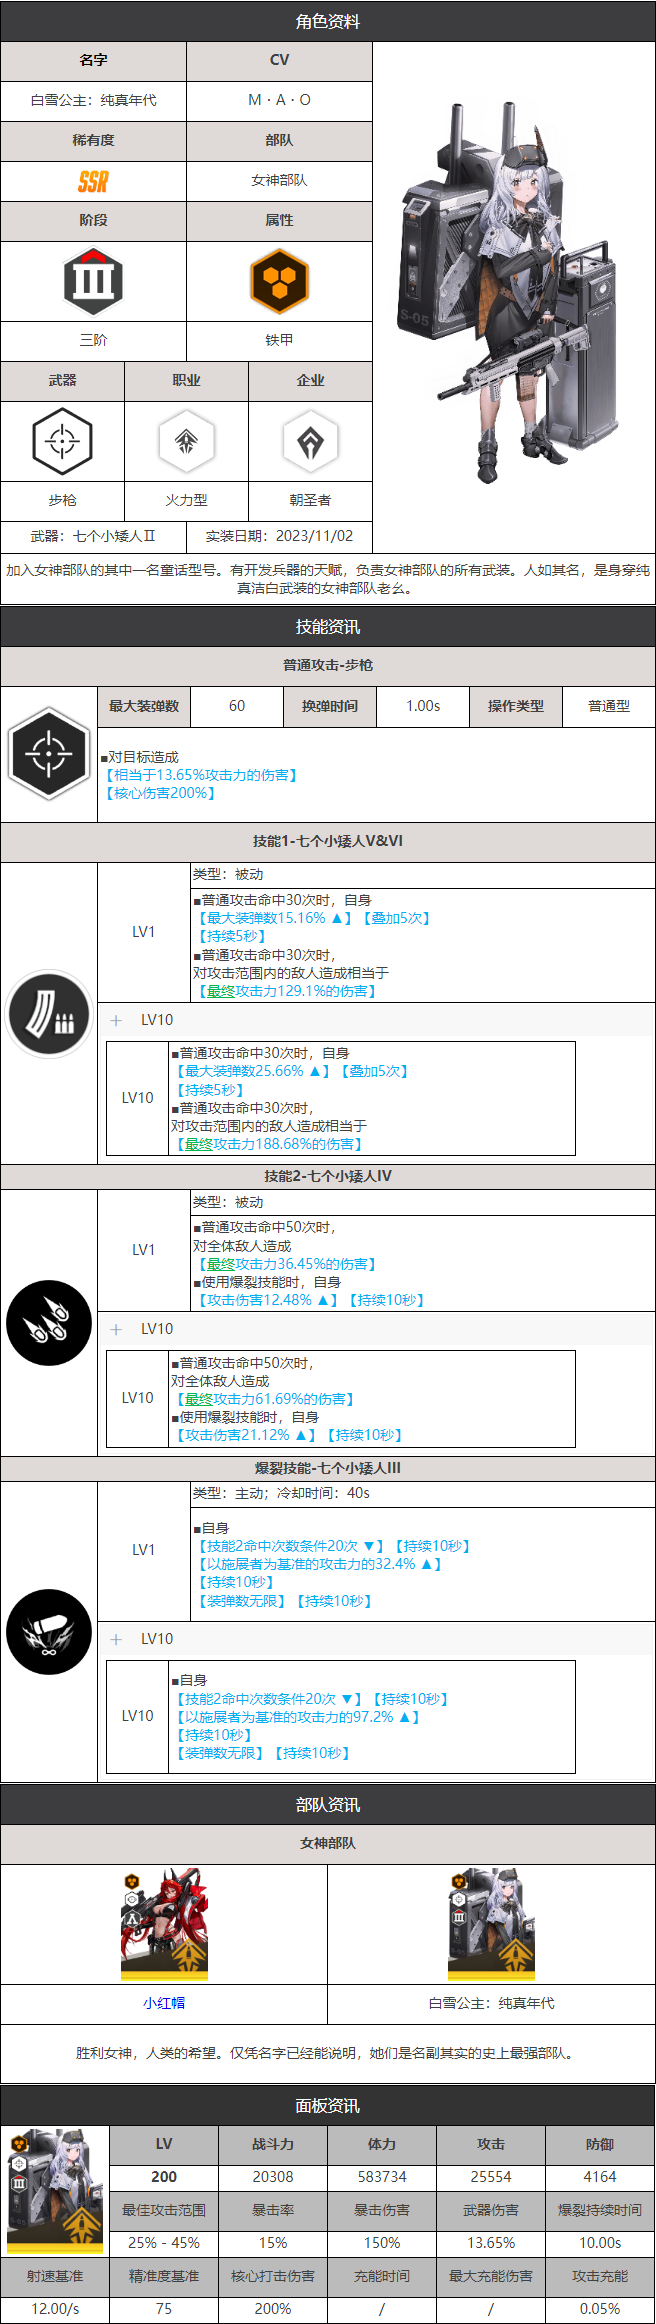 角色资料
名字
CV
白雪公主：纯真年代
M·A·O
稀有度
部队
SSR
女神部队
阶段
属性
III
三阶
铁甲
武器
职业
企业
步枪
火力型
朝圣者
武器：七个小矮人Ⅱ
实装日期：2023/11/02
S-05
加入女神部队的其中一名童话型号。有开发兵器的天赋，负责女神部队的所有武装。人如其名，是身穿纯
真洁白武装的女神部队老幺。
技能资讯
普通攻击-步枪
最大装弹数
60
换弹时间
1.00s
操作类型
普通型
■对目标造成
【相当于13.65%攻击力的伤害】
【核心伤害200%】
技能1-七个小矮人V&VI
LV1
类型：被动
■普通攻击命中30次时，自身
【最大装弹数15.16% ▲】【叠加5次】
【持续5秒】
■普通攻击命中30次时，
对攻击范围内的敌人造成相当于
【最终攻击力129.1%的伤害】
+ LV10
LV10
■普通攻击命中30次时，自身
【最大装弹数25.66% ▲】【叠加5次】
【持续5秒】
■普通攻击命中30次时，
对攻击范围内的敌人造成相当于
【最终攻击力188.68%的伤害】
技能2-七个小矮人IV
LV1
类型：被动
■普通攻击命中50次时，
对全体敌人造成
【最终攻击力36.45%的伤害】
■使用爆裂技能时，自身
【攻击伤害12.48% ▲】【持续10秒】
+ LV10
LV10
■普通攻击命中50次时，
对全体敌人造成
【最终攻击力61.69%的伤害】
■使用爆裂技能时，自身
【攻击伤害21.12% ▲】【持续10秒】
爆裂技能-七个小矮人III
LV1
类型：主动；冷却时间：40s
■自身
【技能2命中次数条件20次 ▼】【持续10秒】
【以施展者为基准的攻击力的32.4% ▲】
【持续10秒】
【装弹数无限】【持续10秒】
+ LV10
LV10
■自身
【技能2命中次数条件20次 ▼】【持续10秒】
【以施展者为基准的攻击力的97.2% ▲】
【持续10秒】
【装弹数无限】【持续10秒】
部队资讯
女神部队
小红帽
白雪公主：纯真年代
胜利女神，人类的希望。仅凭名字已经能说明，她们是名副其实的史上最强部队。
面板资讯
LV
战斗力
体力
攻击
防御
200
20308
583734
25554
4164
最佳攻击范围
暴击率
暴击伤害
武器伤害
爆裂持续时间
25% - 45%
15%
150%
13.65%
10.00s
射速基准
精准度基准
核心打击伤害
充能时间
最大充能伤害
攻击充能
12.00/s
75
200%
/
/
0.05%